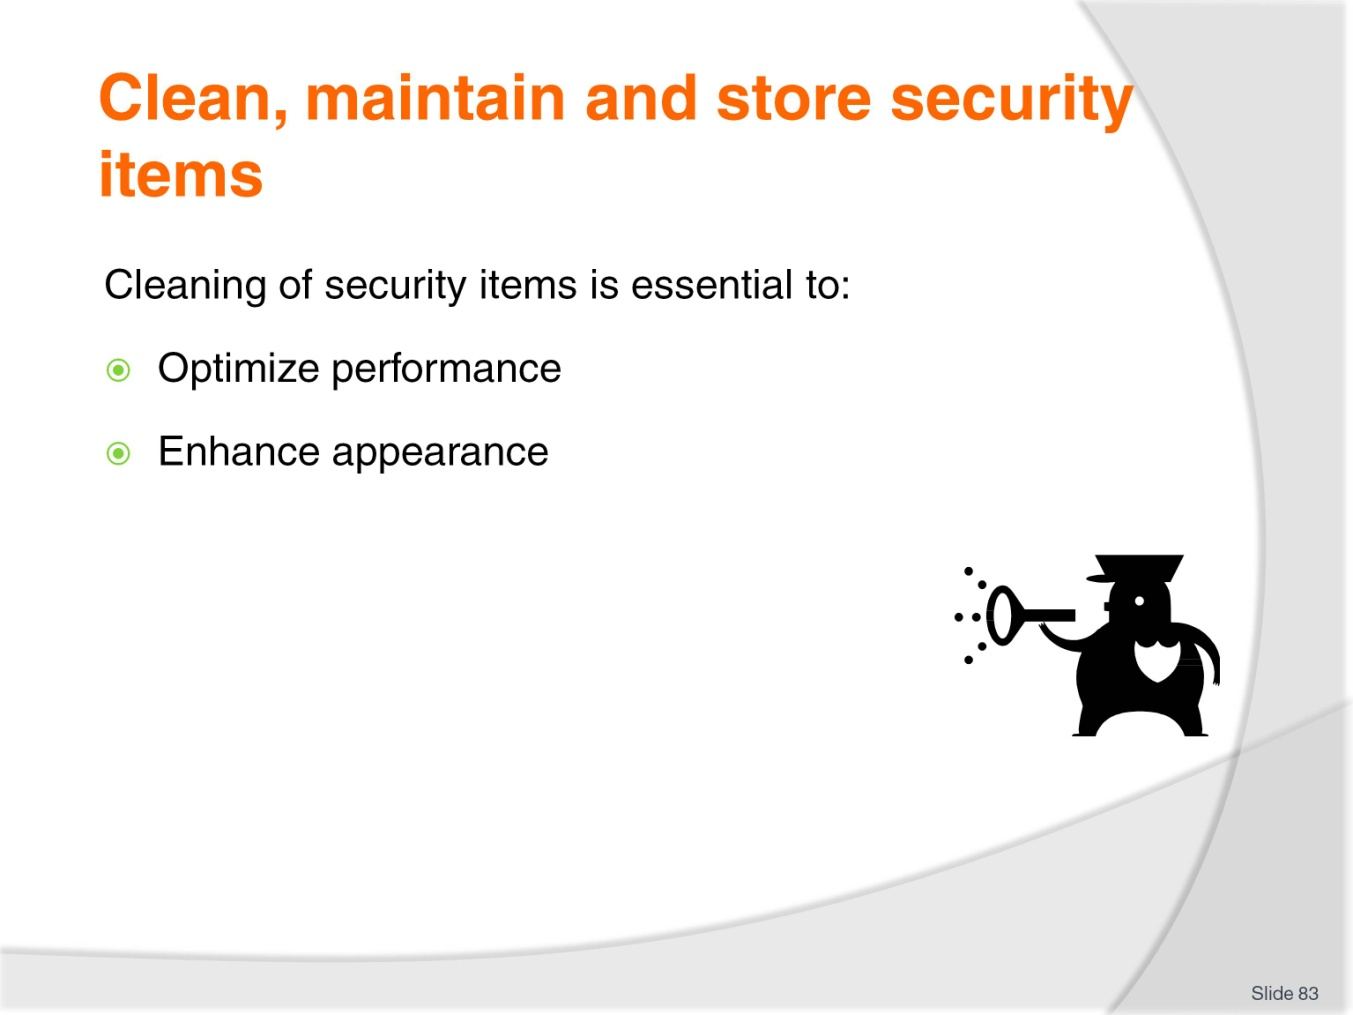 Clean, maintain and store security
items
Cleaning of security items is essential to:
Optimize performance
Enhance appearance
Slide 83